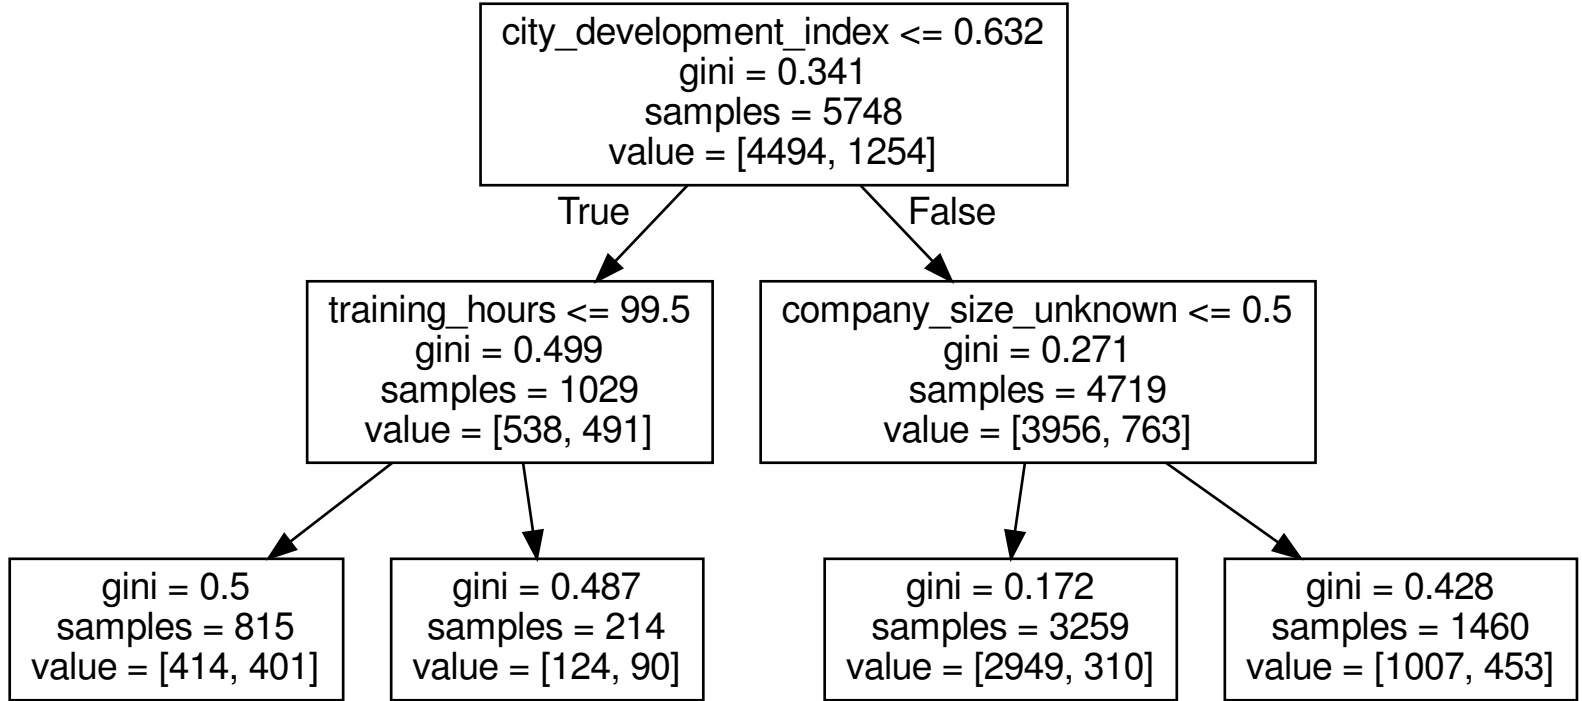 city_development_index <= 0.632
gini = 0.341
samples = 5748
value = [4494, 1254]
True
False
training_hours <= 99.5
gini = 0.499
samples = 1029
value = [538, 491]
company_size_unknown <= 0.5
gini = 0.271
samples = 4719
value = [3956, 763]
gini = 0.5
samples = 815
value = [414, 401]
gini = 0.487
samples = 214
value = [124, 90]
gini = 0.172
samples = 3259
value = [2949, 310]
gini = 0.428
samples = 1460
value = [1007, 453]